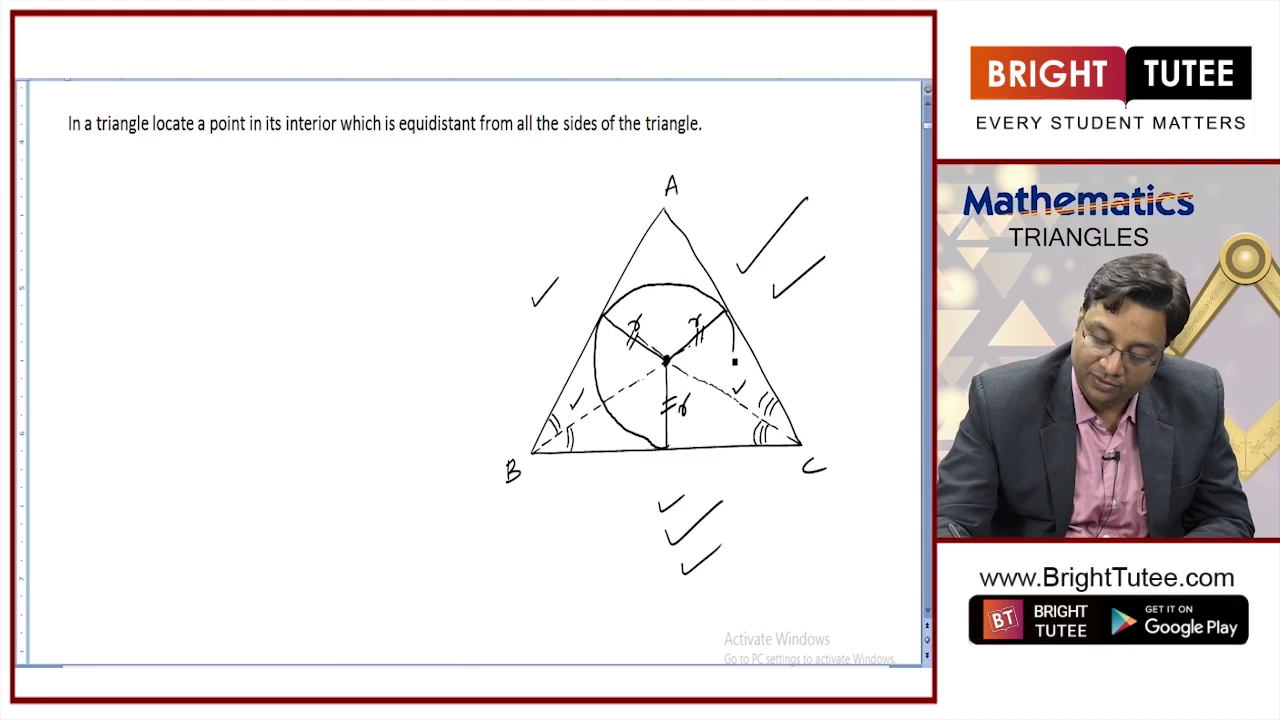 In a triangle locate a point in its interior which is equidistant from all the sides of the triangle.
A
r
r
r
B
C
Activate Windows
Go to PC settings to activate Windows.
BRIGHT TUTEE
EVERY STUDENT MATTERS
Mathematics
TRIANGLES
www.BrightTutee.com
BT
BRIGHT
TUTEE
GET IT ON
Google Play